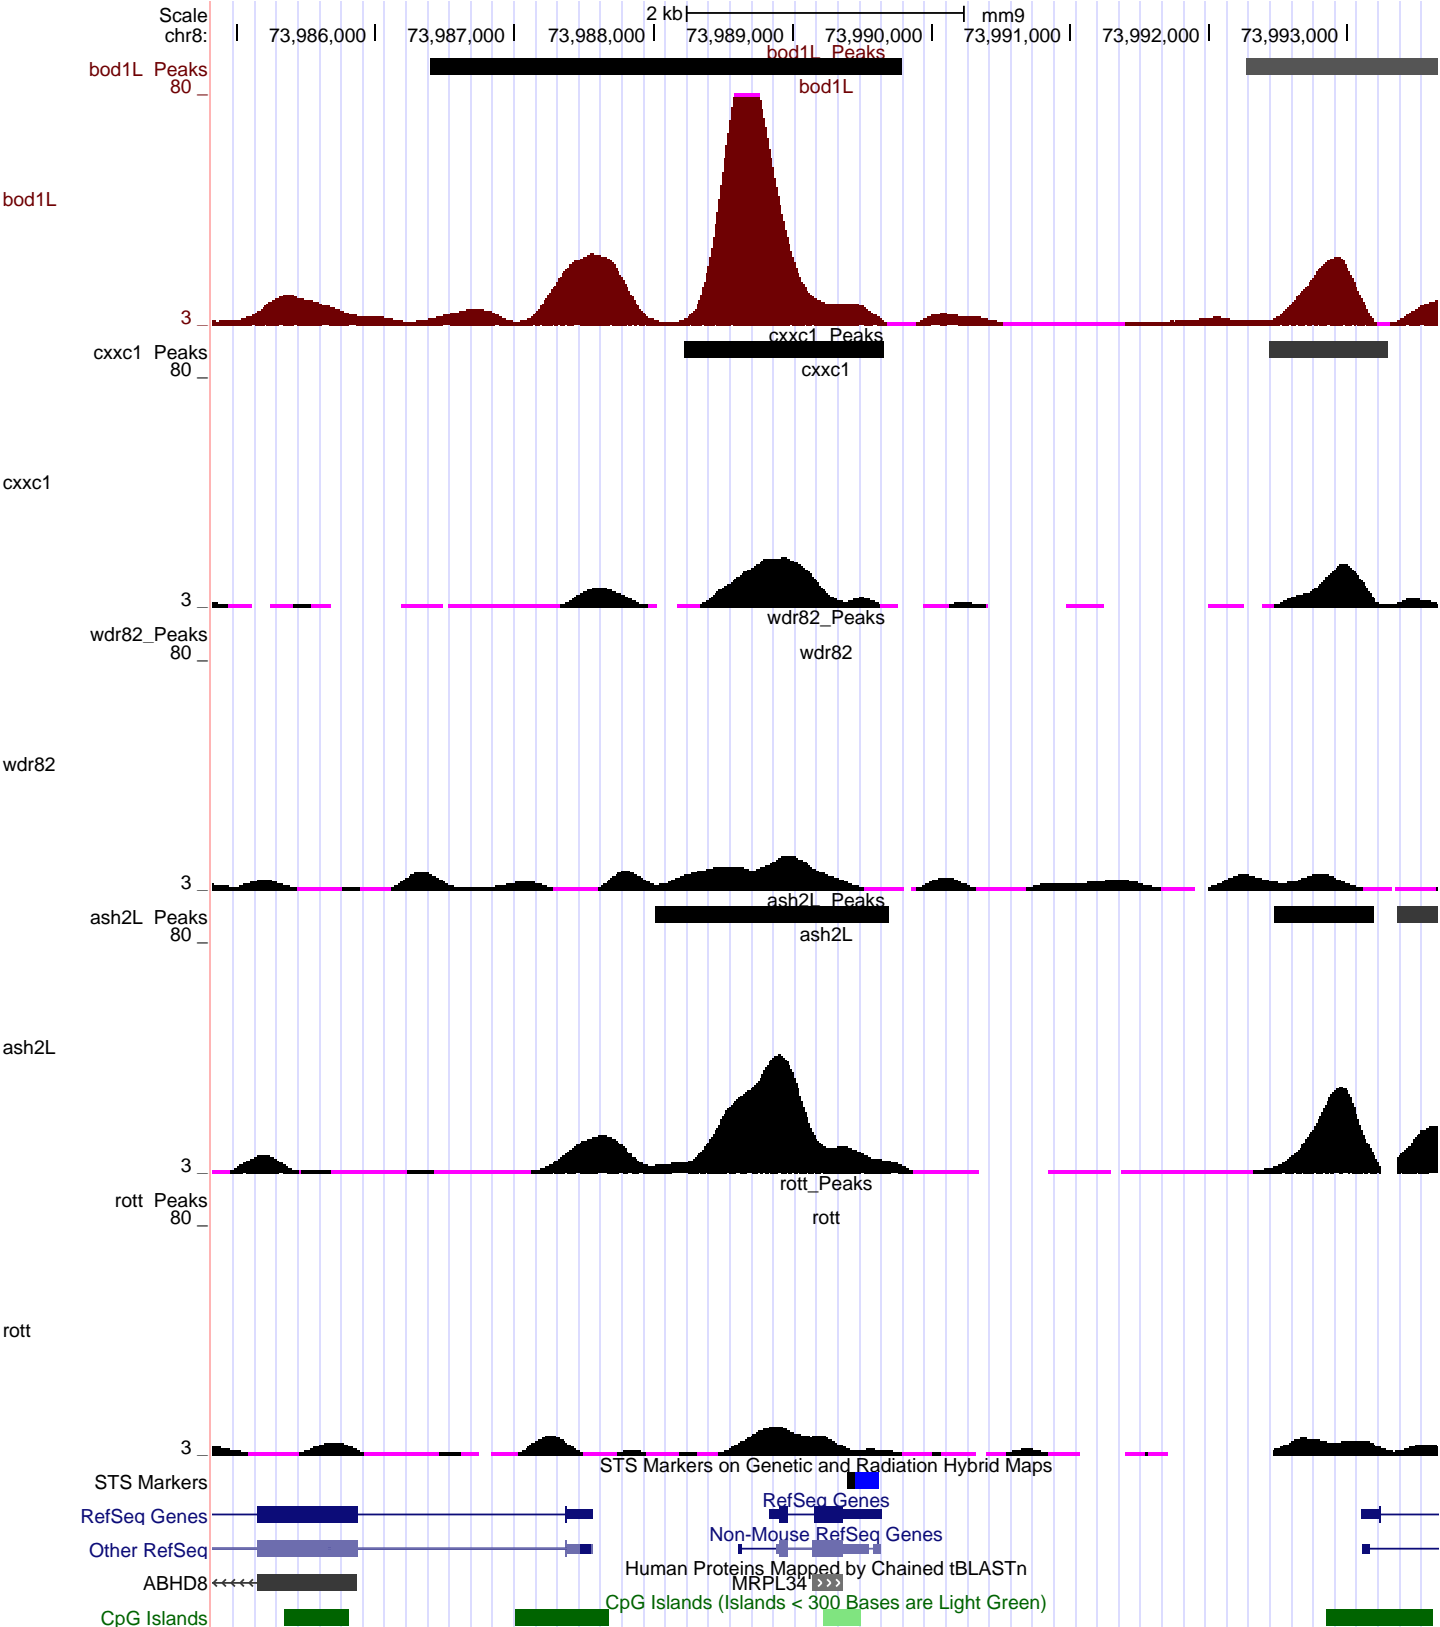 Scale 2 kb mm9
chr8: 73,986,000 73,987,000 73,988,000 73,989,000 73,990,000 73,991,000 73,992,000 73,993,000
bod1L_Peaks
bod1L Peaks
80 _
bod1L
bod1L
3 _
cxxc1_Peaks
cxxc1 Peaks
80 _
cxxc1
cxxc1
3 _
wdr82_Peaks
wdr82_Peaks
80 _
wdr82
wdr82
3 _
ash2L_Peaks
ash2L Peaks
80 _
ash2L
ash2L
3 _
rott_Peaks
rott Peaks
80 _
rott
rott
3 _
STS Markers on Genetic and Radiation Hybrid Maps
STS Markers
RefSeq Genes
RefSeq Genes
Non-Mouse RefSeq Genes
Other RefSeq
Human Proteins Mapped by Chained tBLASTn
ABHD8 MRPL34
CpG Islands (Islands < 300 Bases are Light Green)
CpG Islands